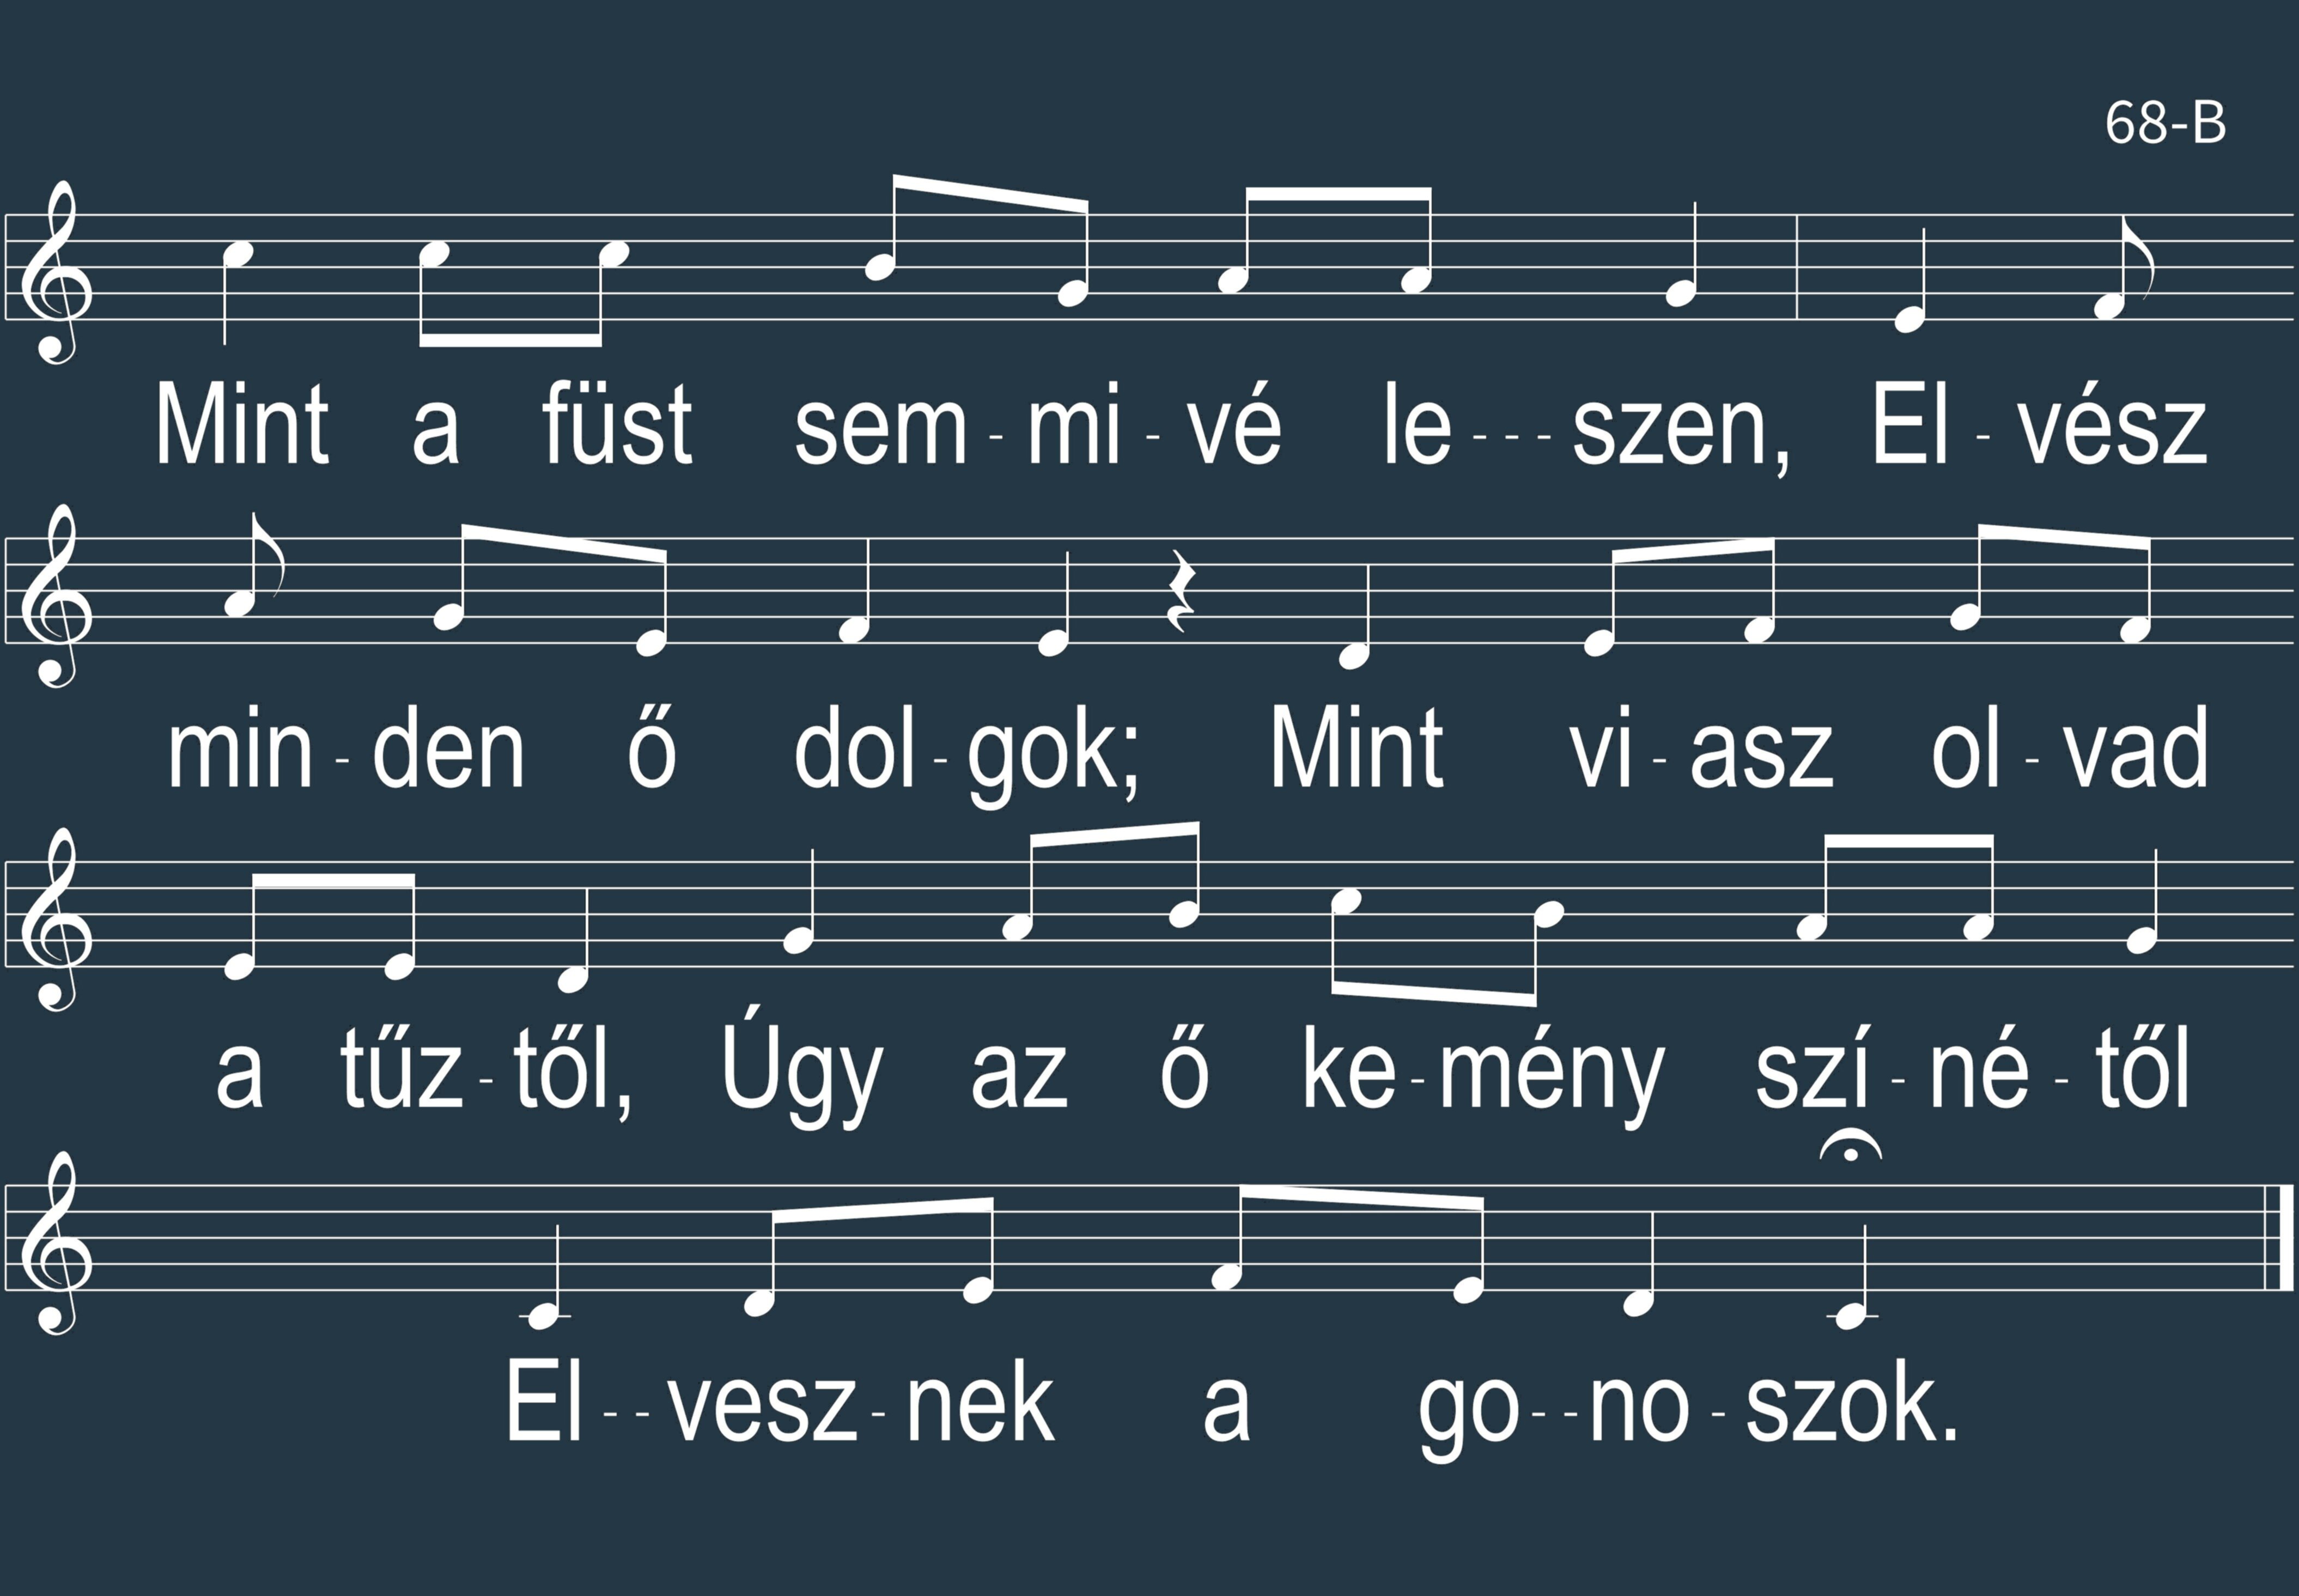 68-B
Mint a füst sem - mi - vé le - - - szen, El - vész
min - den ő dol - gok; Mint vi - asz ol - vad
a tűz - től, Úgy az ő ke - mény szí - né - től
El - - vesz - nek a go - - no - szok.